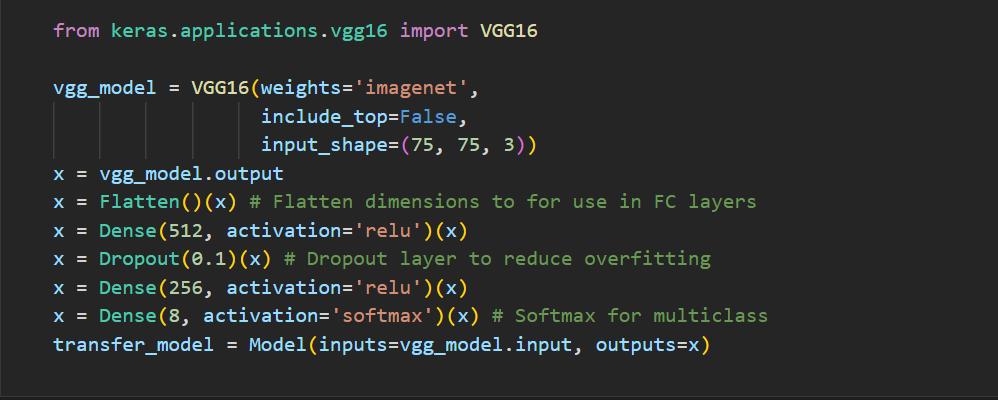 from keras.applications.vgg16 import VGG16
vgg_model = VGG16(weights='imagenet',
include_top=False,
input_shape=(75, 75, 3))
x = vgg_model.output
x = Flatten()(x) # Flatten dimensions to for use in FC layers
x = Dense(512, activation='relu')(x)
x = Dropout(0.1)(x) # Dropout layer to reduce overfitting
x = Dense(256, activation='relu')(x)
x = Dense(8, activation='softmax')(x) # Softmax for multiclass
transfer_model = Model(inputs=vgg_model.input, outputs=x)